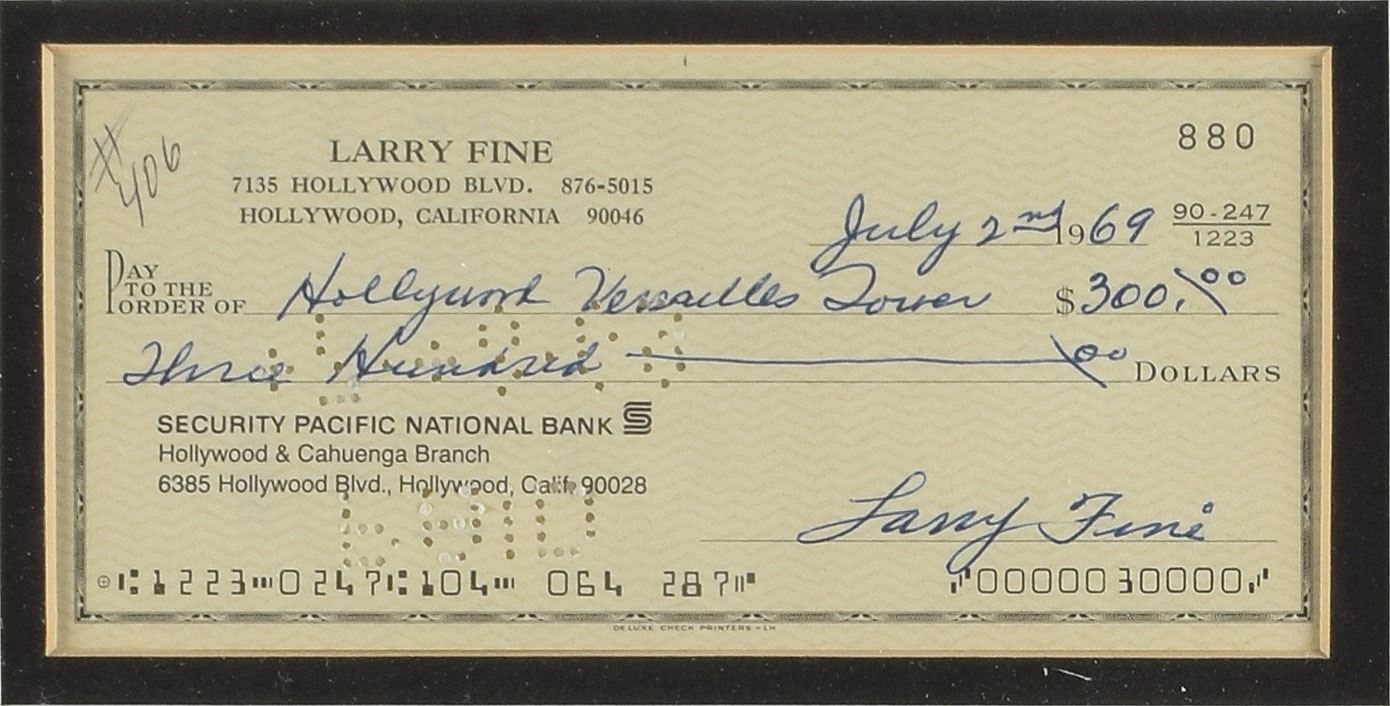 # 406
880
LARRY FINE
7135 HOLLYWOOD BLVD. 876-5015
HOLLYWOOD, CALIFORNIA 90046
July 2nd 1969
90-247
1223
PAY TO THE ORDER OF Hollywood Versailles Tower $300.00
Three Hundred 00 DOLLARS
SECURITY PACIFIC NATIONAL BANK
Hollywood & Cahuenga Branch
6385 Hollywood Blvd., Hollywood, Calif. 90028
Larry Fine
⑆1223⑉0247⑆104⑉ 064 287⑈ ⑈0000030000⑈
DELUXE CHECK PRINTERS - LH